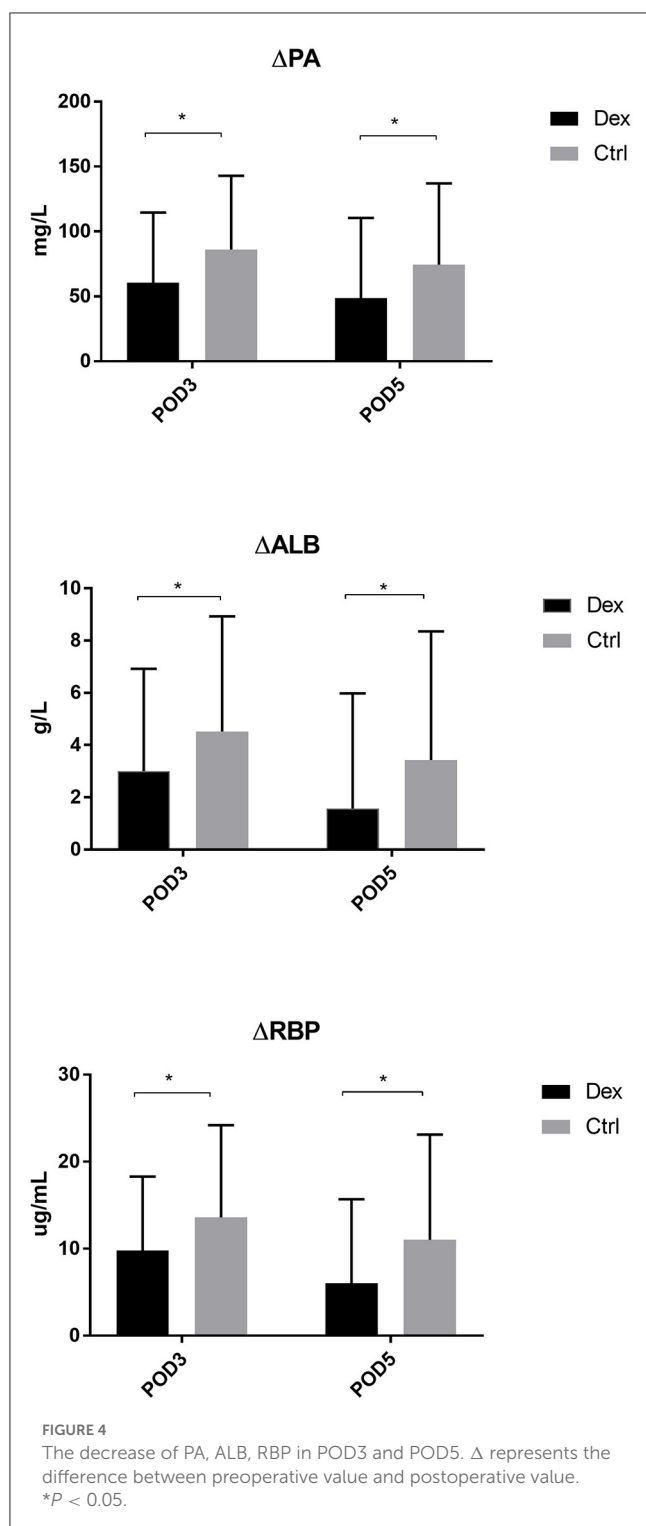 ΔPA
200
150
100
50
0
mg/L
*
*
Dex
Ctrl
POD3
POD5
ΔALB
10
8
6
4
2
0
g/L
*
*
Dex
Ctrl
POD3
POD5
ΔRBP
30
20
10
0
ug/mL
*
*
Dex
Ctrl
POD3
POD5
FIGURE 4
The decrease of PA, ALB, RBP in POD3 and POD5. Δ represents the
difference between preoperative value and postoperative value.
*P < 0.05.